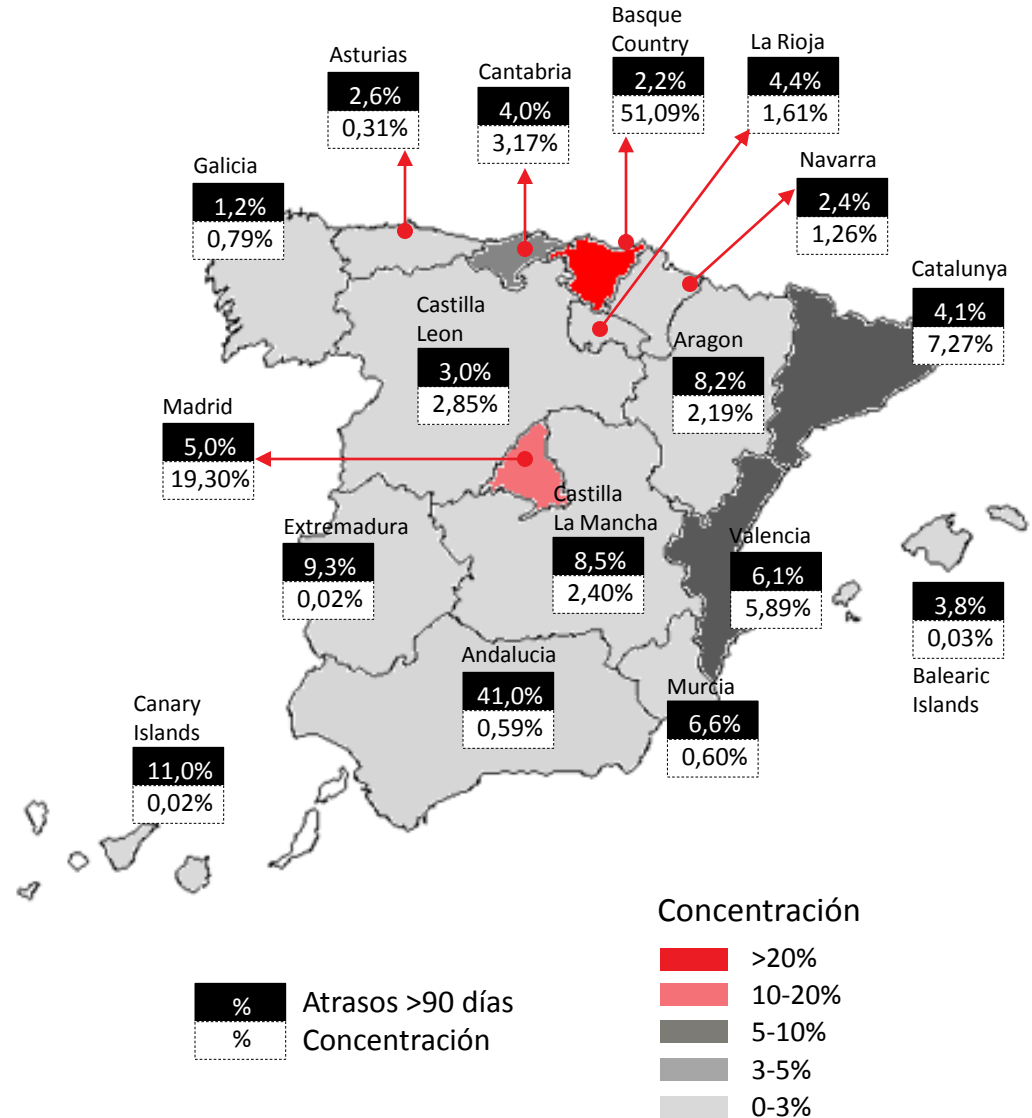 Basque
Country
2,2%
51,09%
La Rioja
4,4%
1,61%
Asturias
2,6%
0,31%
Cantabria
4,0%
3,17%
Galicia
1,2%
0,79%
Navarra
2,4%
1,26%
Catalunya
4,1%
7,27%
Castilla
Leon
3,0%
2,85%
Aragon
8,2%
2,19%
Madrid
5,0%
19,30%
Extremadura
9,3%
0,02%
Castilla
La Mancha
8,5%
2,40%
Valencia
6,1%
5,89%
3,8%
0,03%
Balearic
Islands
Andalucia
41,0%
0,59%
Murcia
6,6%
0,60%
Canary
Islands
11,0%
0,02%
% Atrasos >90 días
% Concentración
Concentración
>20%
10-20%
5-10%
3-5%
0-3%